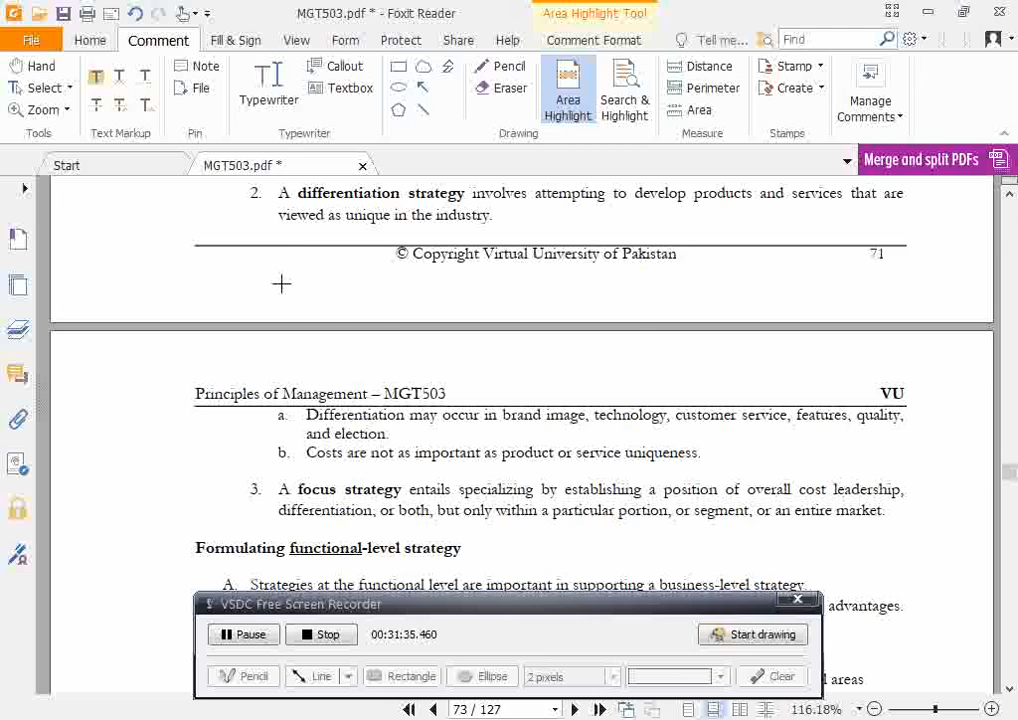 MGT503.pdf * - Foxit Reader
Area Highlight Tool
File
Home
Comment
Fill & Sign
View
Form
Protect
Share
Help
Comment Format
Tell me...
Find
Hand
Select
Zoom
Tools
T T T
T T T
Text Markup
Note
File
Pin
Typewriter
Callout
Textbox
Typewriter
Pencil
Eraser
Drawing
Area
Highlight
Search &
Highlight
Distance
Perimeter
Area
Measure
Stamp
Create
Stamps
Manage
Comments
Start
MGT503.pdf *
Merge and split PDFs
2. A differentiation strategy involves attempting to develop products and services that are
viewed as unique in the industry.
© Copyright Virtual University of Pakistan 71
Principles of Management – MGT503 VU
a. Differentiation may occur in brand image, technology, customer service, features, quality,
and election.
b. Costs are not as important as product or service uniqueness.
3. A focus strategy entails specializing by establishing a position of overall cost leadership,
differentiation, or both, but only within a particular portion, or segment, or an entire market.
Formulating functional-level strategy
A. Strategies at the functional level are important in supporting a business-level strategy.
advantages.
VSDC Free Screen Recorder
Pause
Stop
00:31:35.460
Start drawing
Pencil
Line
Rectangle
Ellipse
2 pixels
Clear
l areas
73 / 127
116.18%